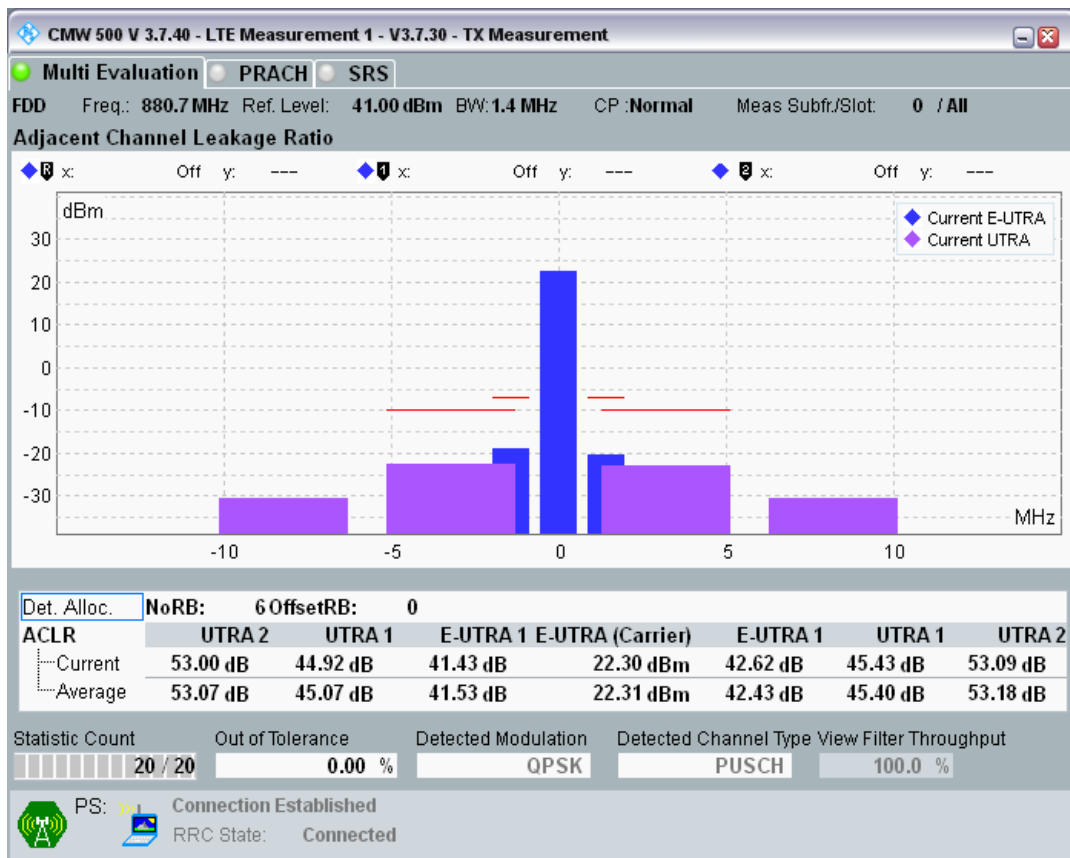 CMW 500 V 3.7.40 - LTE Measurement 1 - V3.7.30 - TX Measurement
Multi Evaluation PRACH SRS
FDD Freq.: 880.7 MHz Ref. Level: 41.00 dBm BW: 1.4 MHz CP :Normal Meas Subfr./Slot: 0 / All
Adjacent Channel Leakage Ratio
R x: Off y: --- 1 x: Off y: --- 2 x: Off y: ---
dBm
Current E-UTRA
Current UTRA
30
20
10
0
-10
-20
-30
MHz
-10 -5 0 5 10
Det. Alloc. NoRB: 6 OffsetRB: 0
ACLR UTRA 2 UTRA 1 E-UTRA 1 E-UTRA (Carrier) E-UTRA 1 UTRA 1 UTRA 2
Current 53.00 dB 44.92 dB 41.43 dB 22.30 dBm 42.62 dB 45.43 dB 53.09 dB
Average 53.07 dB 45.07 dB 41.53 dB 22.31 dBm 42.43 dB 45.40 dB 53.18 dB
Statistic Count Out of Tolerance Detected Modulation Detected Channel Type View Filter Throughput
20 / 20 0.00 % QPSK PUSCH 100.0 %
PS: Connection Established
RRC State: Connected